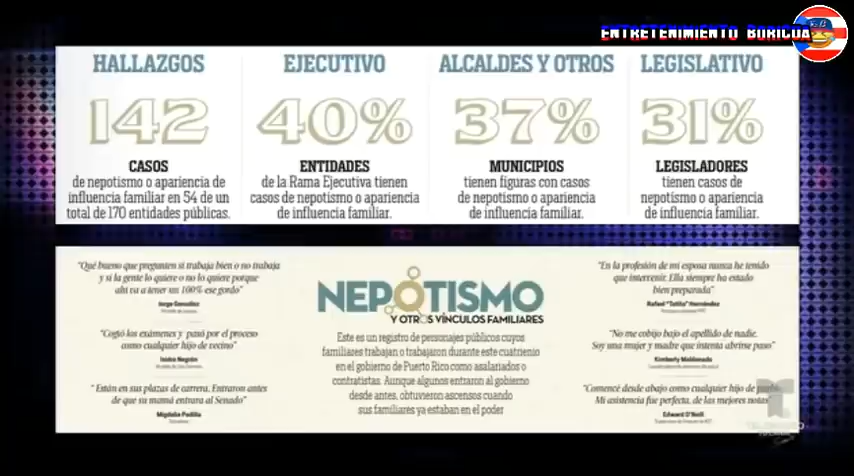 ENTRETENIMIENTO BORICUA
HALLAZGOS
142
CASOS
de nepotismo o apariencia de
influencia familiar en 54 de un
total de 170 entidades públicas.
EJECUTIVO
40%
ENTIDADES
de la Rama Ejecutiva tienen
casos de nepotismo o apariencia
de influencia familiar.
ALCALDES Y OTROS
37%
MUNICIPIOS
tienen figuras con casos
de nepotismo o apariencia
de influencia familiar.
LEGISLATIVO
31%
LEGISLADORES
tienen casos de
nepotismo o apariencia
de influencia familiar.
"Qué bueno que pregunten si trabaja bien o no trabaja
y si la gente lo quiere o no lo quiere porque
ahí va a tener un 100% ese gordo"
Jorge González
"Cogió los exámenes y pasó por el proceso
como cualquier hijo de vecino"
Isidro Negrón
"Están en sus plazas de carrera. Entraron antes
de que su mamá entrara al Senado"
Migdalia Padilla
NEPOTISMO
Y OTROS VÍNCULOS FAMILIARES
Este es un registro de personajes públicos cuyos
familiares trabajan o trabajaron durante este cuatrienio
en el gobierno de Puerto Rico como asalariados o
contratistas. Aunque algunos entraron al gobierno
desde antes, obtuvieron ascensos cuando
sus familiares ya estaban en el poder
"En la profesión de mi esposa nunca he tenido
que intervenir. Ella siempre ha estado
bien preparada"
Rafael "Tatito" Hernández
"No me cobijo bajo el apellido de nadie.
Soy una mujer y madre que intenta abrirse paso"
Kimberly Maldonado
"Comencé desde abajo como cualquier hijo de
Mi asistencia fue perfecta, de las mejores notas
Edward O'Neill